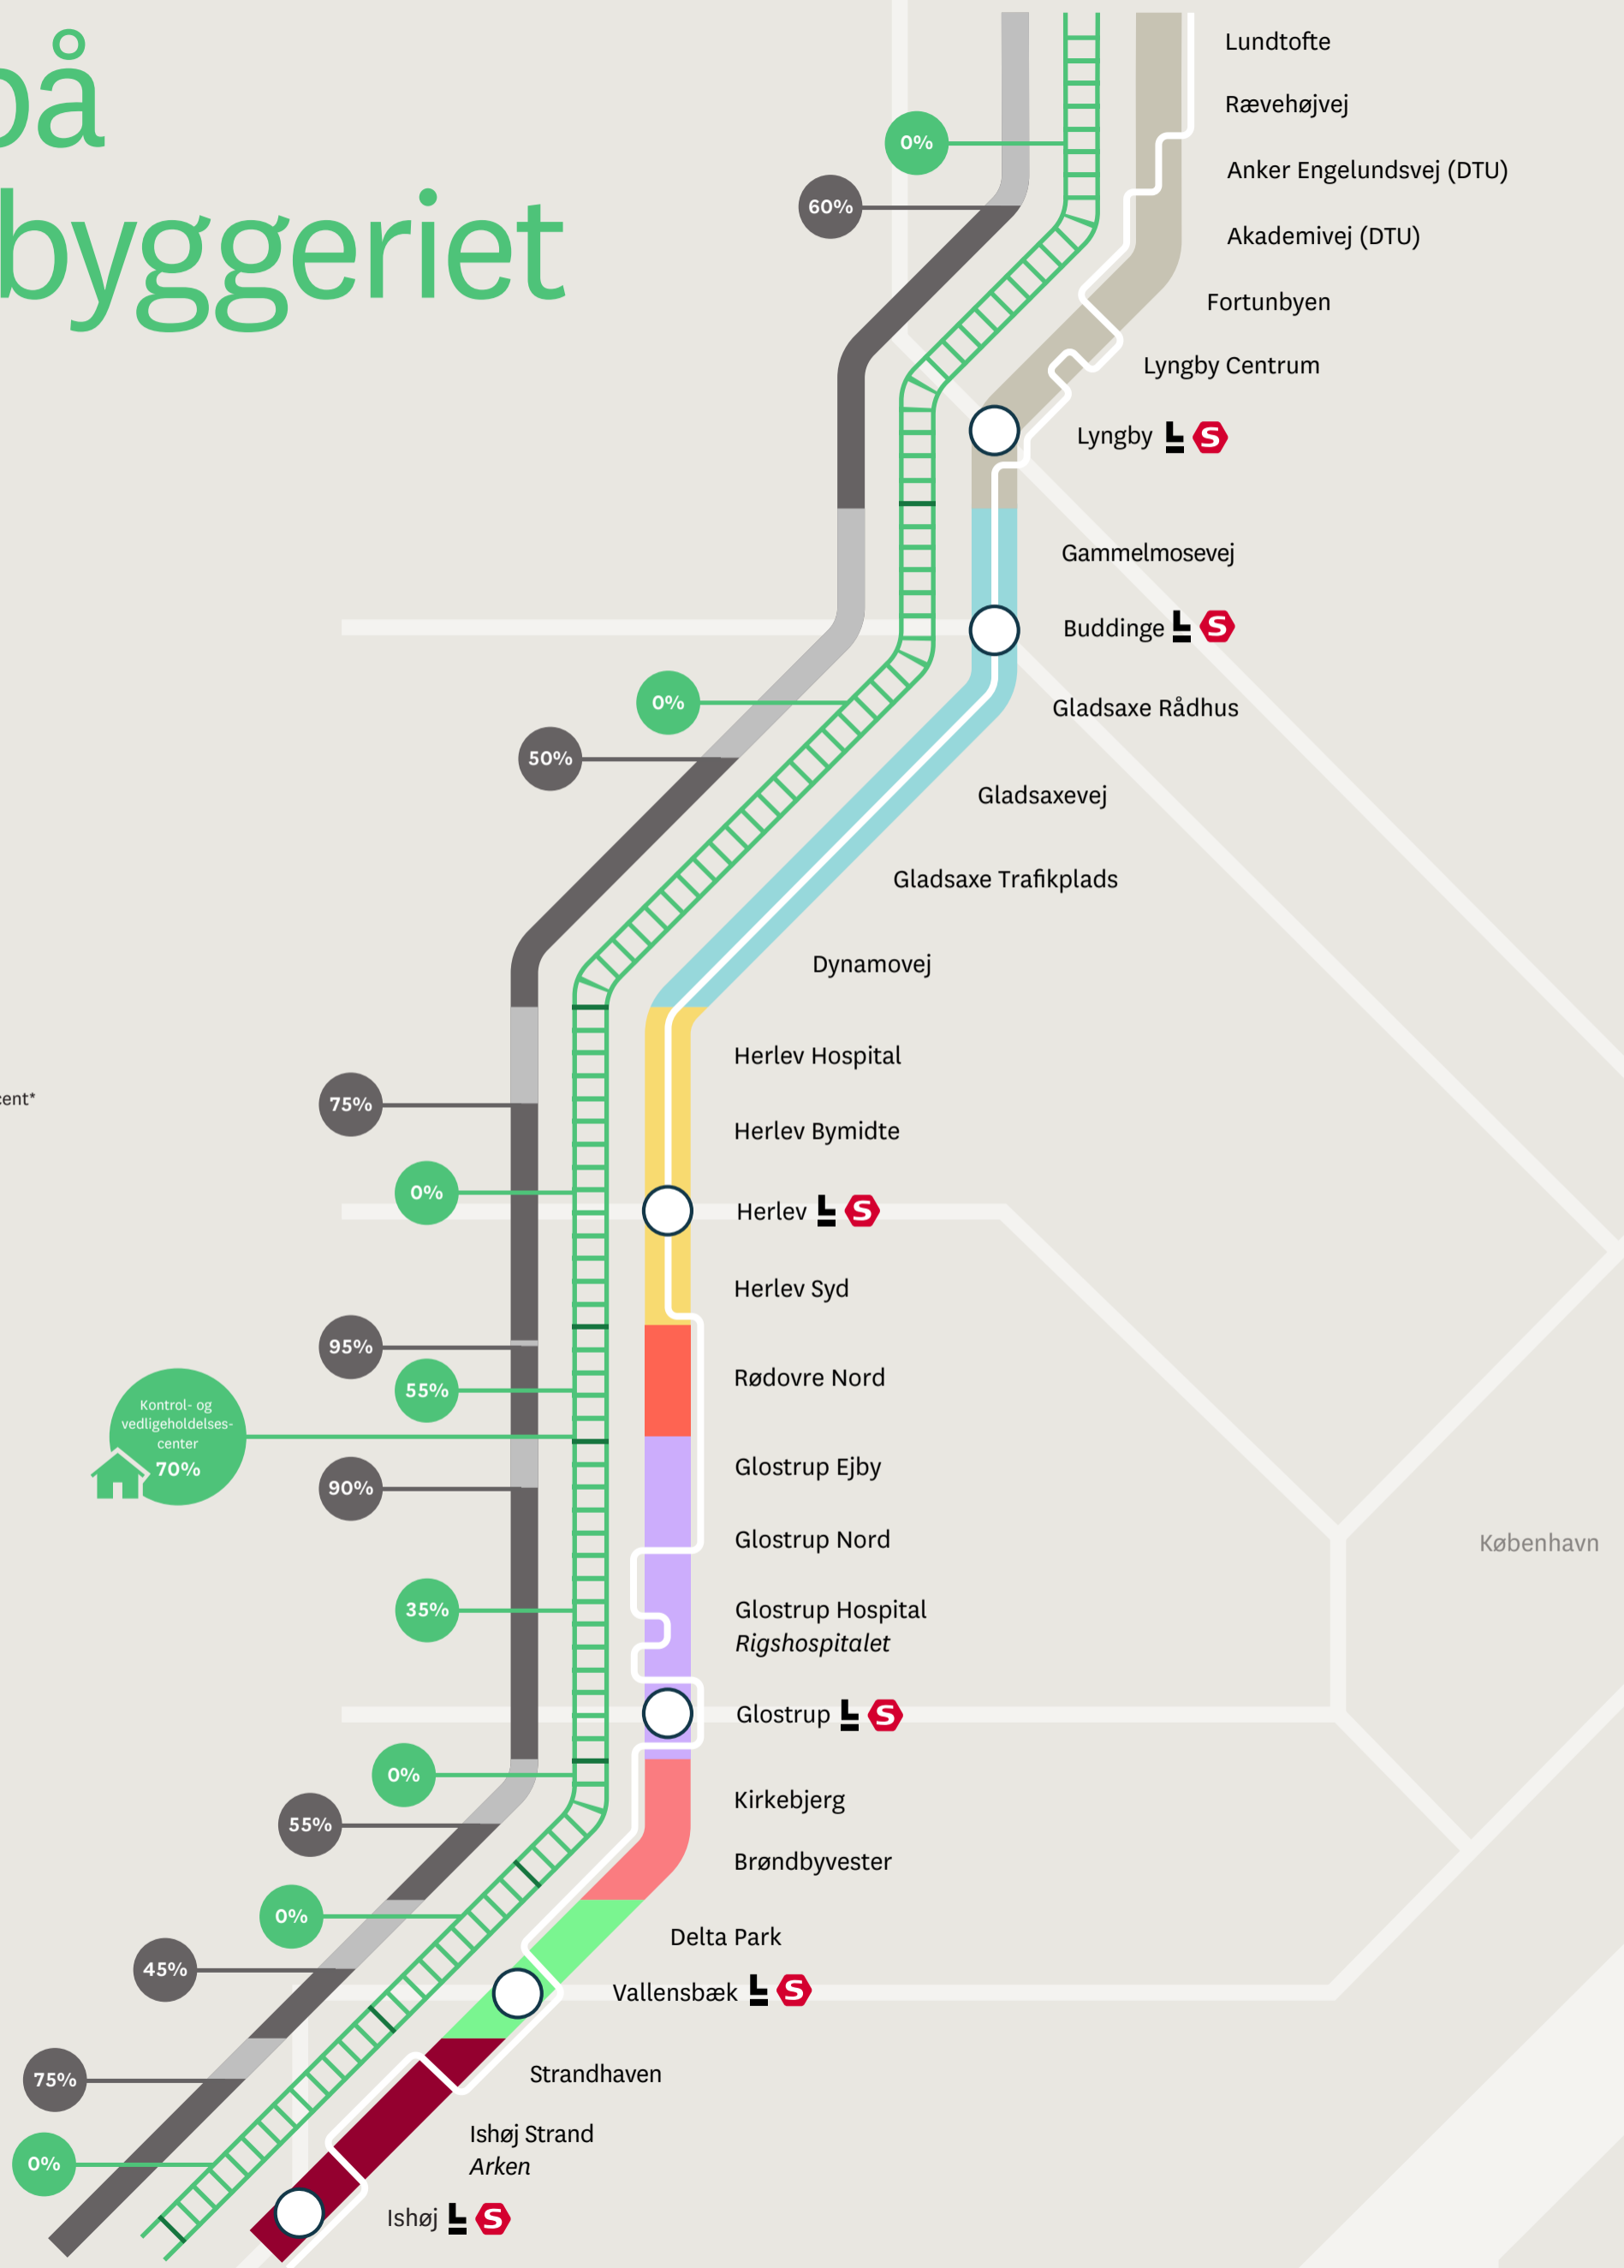 på
byggeriet
Lundtofte
Rævehøjvej
0%
Anker Engelundsvej (DTU)
60%
Akademivej (DTU)
Fortunbyen
Lyngby Centrum
Lyngby L S
Gammelmosevej
Buddinge L S
0%
Gladsaxe Rådhus
50%
Gladsaxevej
Gladsaxe Trafikplads
Dynamovej
Herlev Hospital
cent*
75%
Herlev Bymidte
0%
Herlev L S
Herlev Syd
95%
Rødovre Nord
55%
Kontrol- og
vedligeholdelses-
center
70%
Glostrup Ejby
90%
Glostrup Nord
København
35%
Glostrup Hospital
Rigshospitalet
Glostrup L S
0%
Kirkebjerg
55%
Brøndbyvester
0%
Delta Park
45%
Vallensbæk L S
Strandhaven
75%
Ishøj Strand
Arken
0%
Ishøj L S